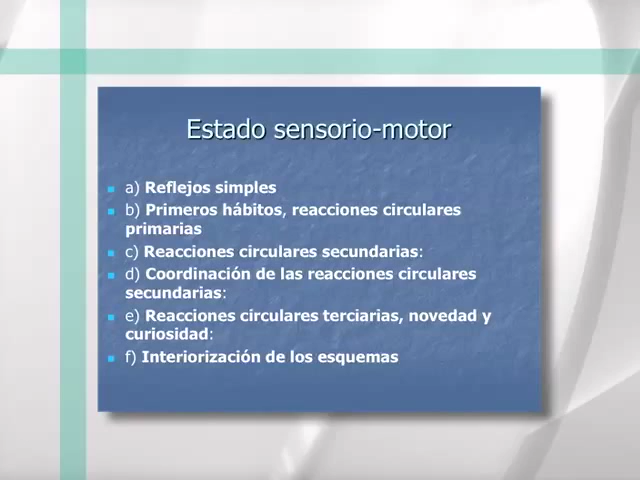 Estado sensorio-motor
a) Reflejos simples
b) Primeros hábitos, reacciones circulares
primarias
c) Reacciones circulares secundarias:
d) Coordinación de las reacciones circulares
secundarias:
e) Reacciones circulares terciarias, novedad y
curiosidad:
f) Interiorización de los esquemas